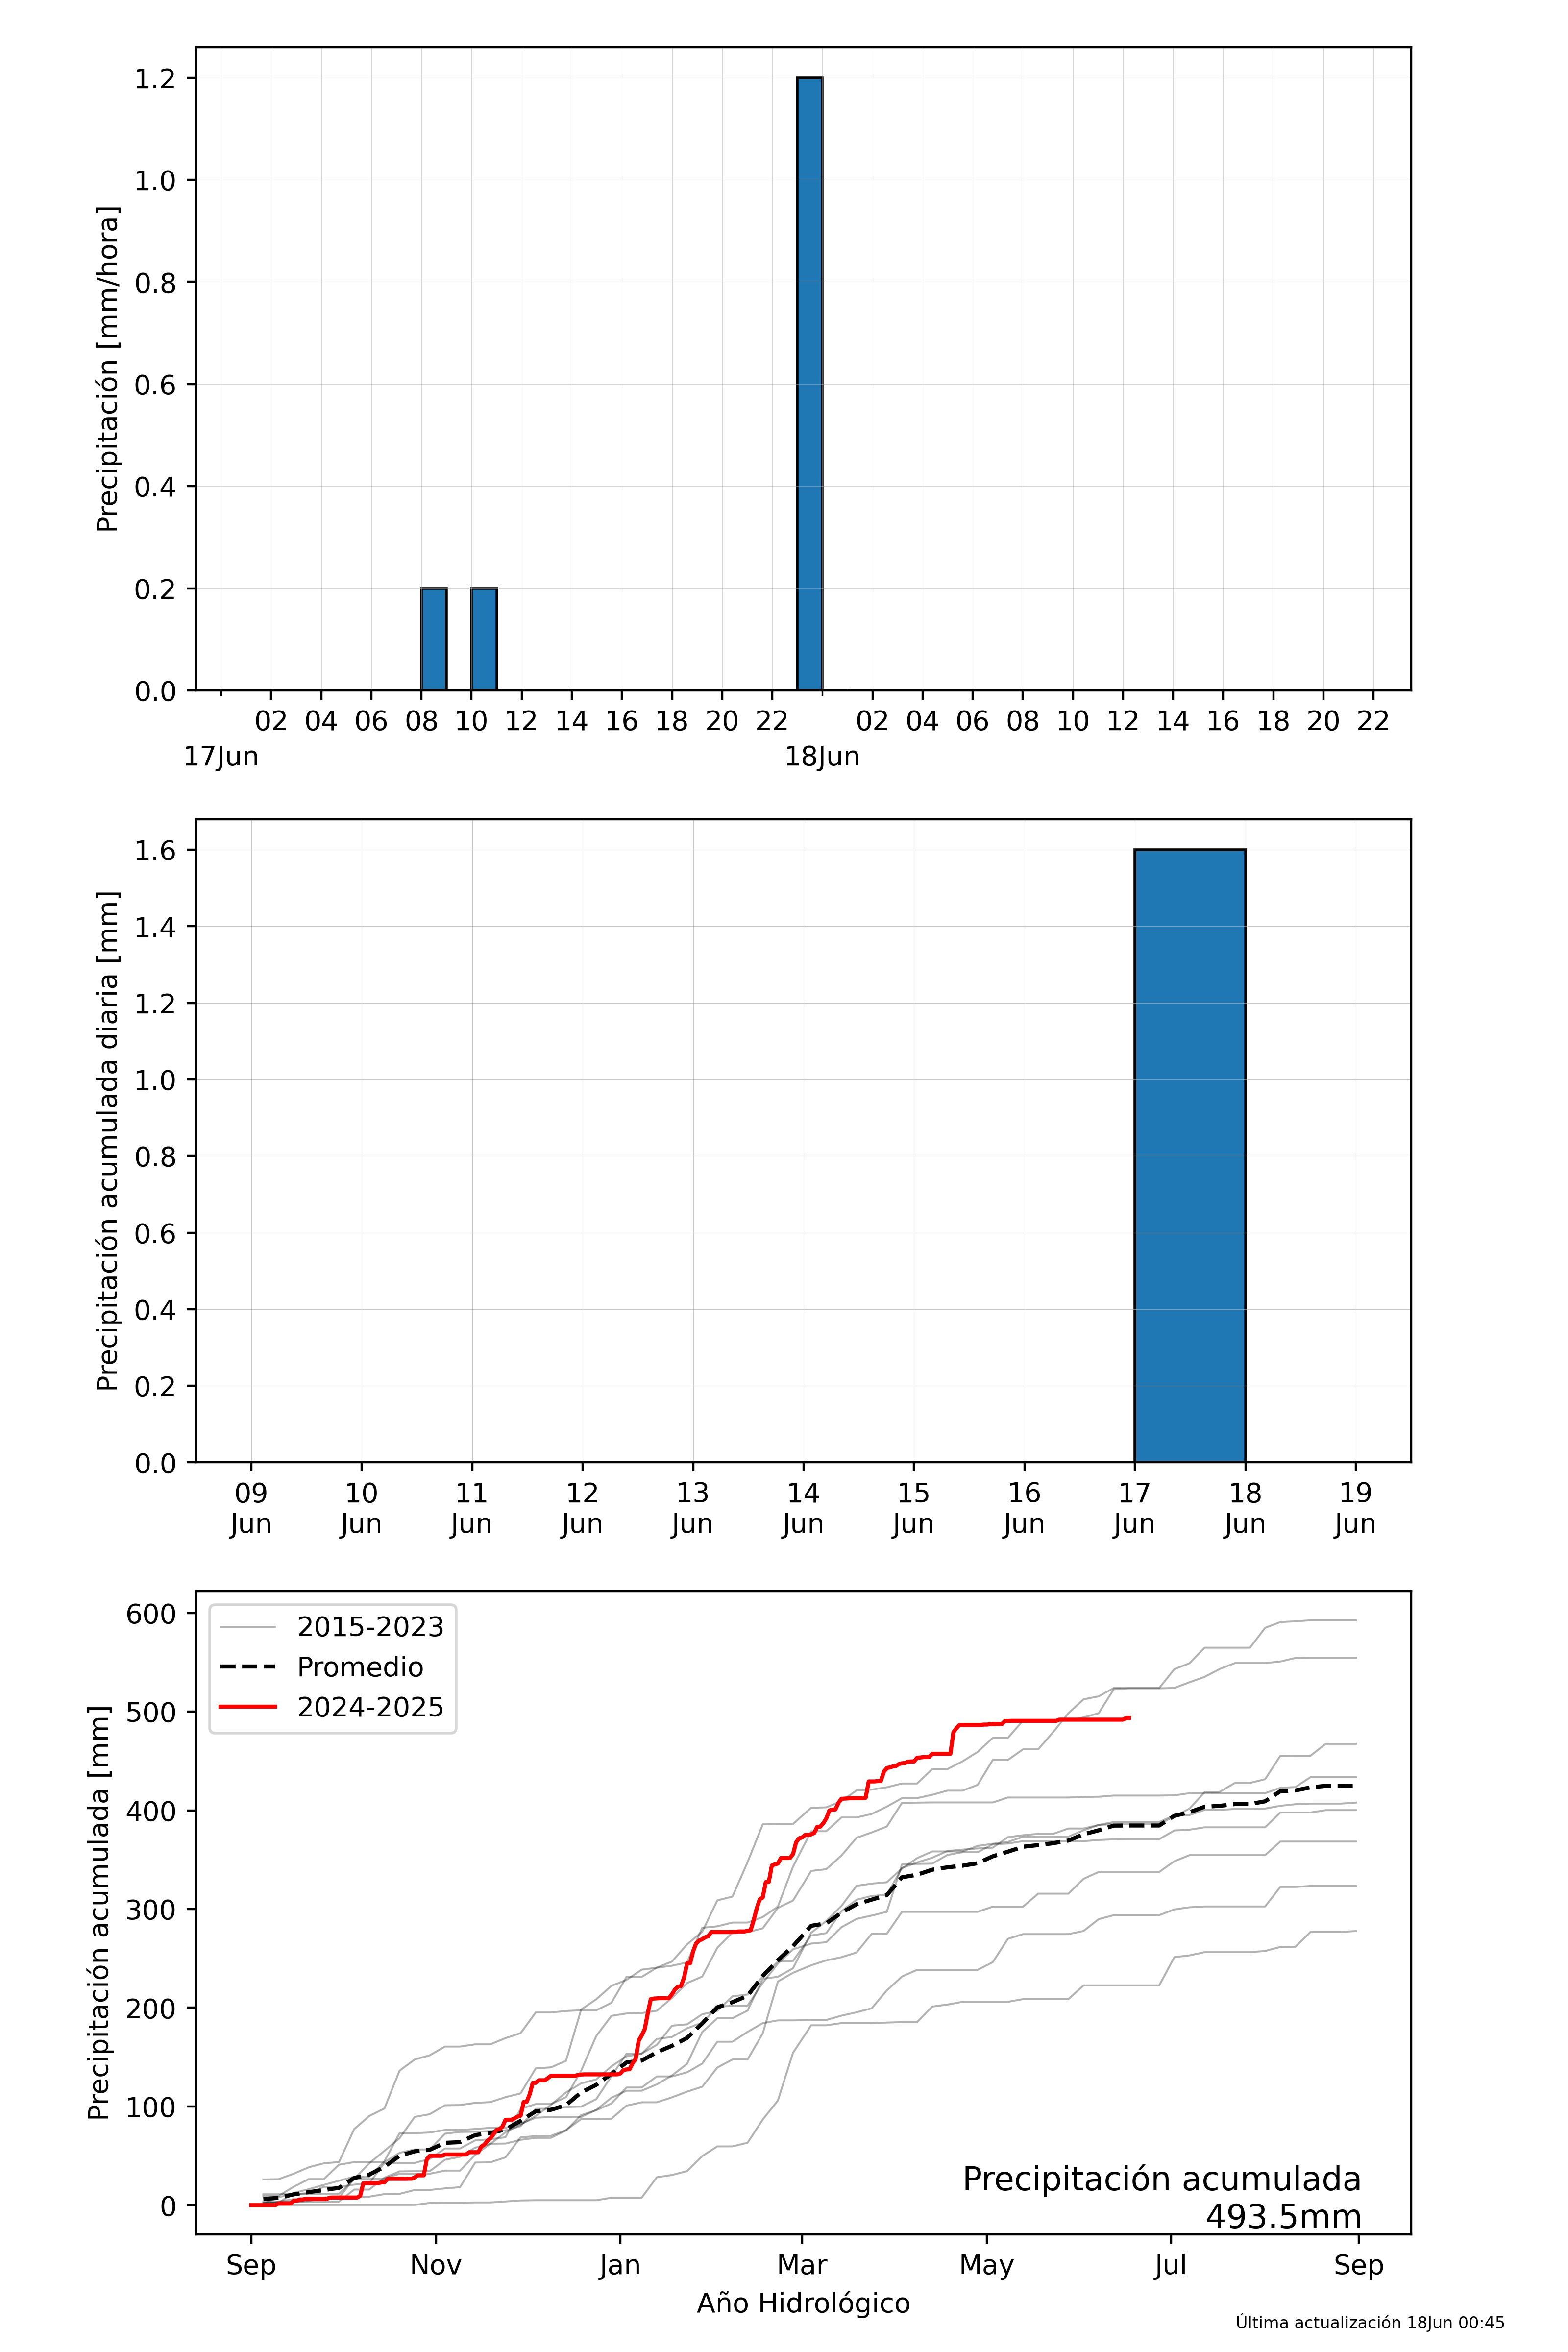 Precipitación [mm/hora]
1.2
1.0
0.8
0.6
0.4
0.2
0.0
02 04 06 08 10 12 14 16 18 20 22 02 04 06 08 10 12 14 16 18 20 22
17Jun 18Jun
Precipitación acumulada diaria [mm]
1.6
1.4
1.2
1.0
0.8
0.6
0.4
0.2
0.0
09 10 11 12 13 14 15 16 17 18 19
Jun Jun Jun Jun Jun Jun Jun Jun Jun Jun Jun
Precipitación acumulada [mm]
600
500
400
300
200
100
0
2015-2023
Promedio
2024-2025
Precipitación acumulada
493.5mm
Sep Nov Jan Mar May Jul Sep
Año Hidrológico
Última actualización 18Jun 00:45